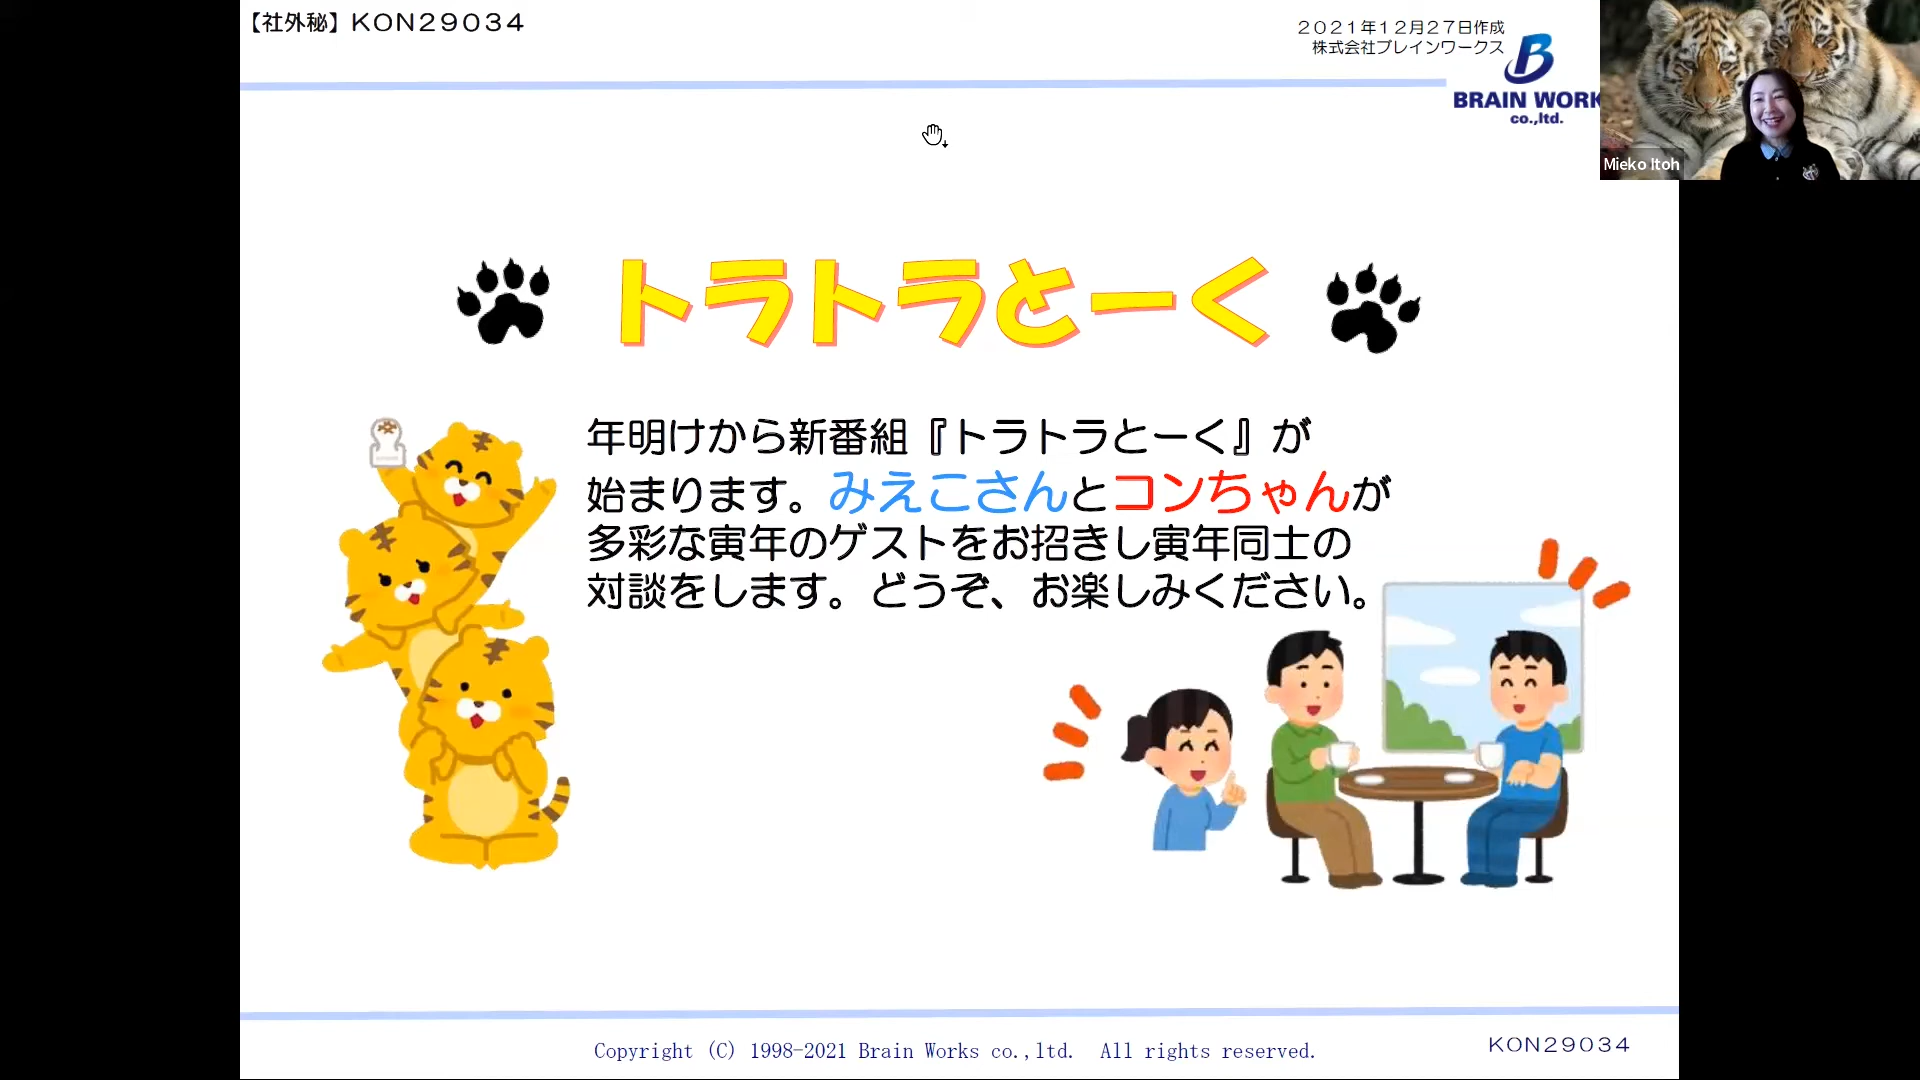 【社外秘】KON29034
2021年12月27日作成
株式会社ブレインワークス
B
BRAIN WORK
co.,ltd.
Mieko Itoh
トラトラとーく
年明けから新番組『トラトラとーく』が
始まります。みえこさんとコンちゃんが
多彩な寅年のゲストをお招きし寅年同士の
対談をします。どうぞ、お楽しみください。
Copyright (C) 1998-2021 Brain Works co.,ltd. All rights reserved.
KON29034